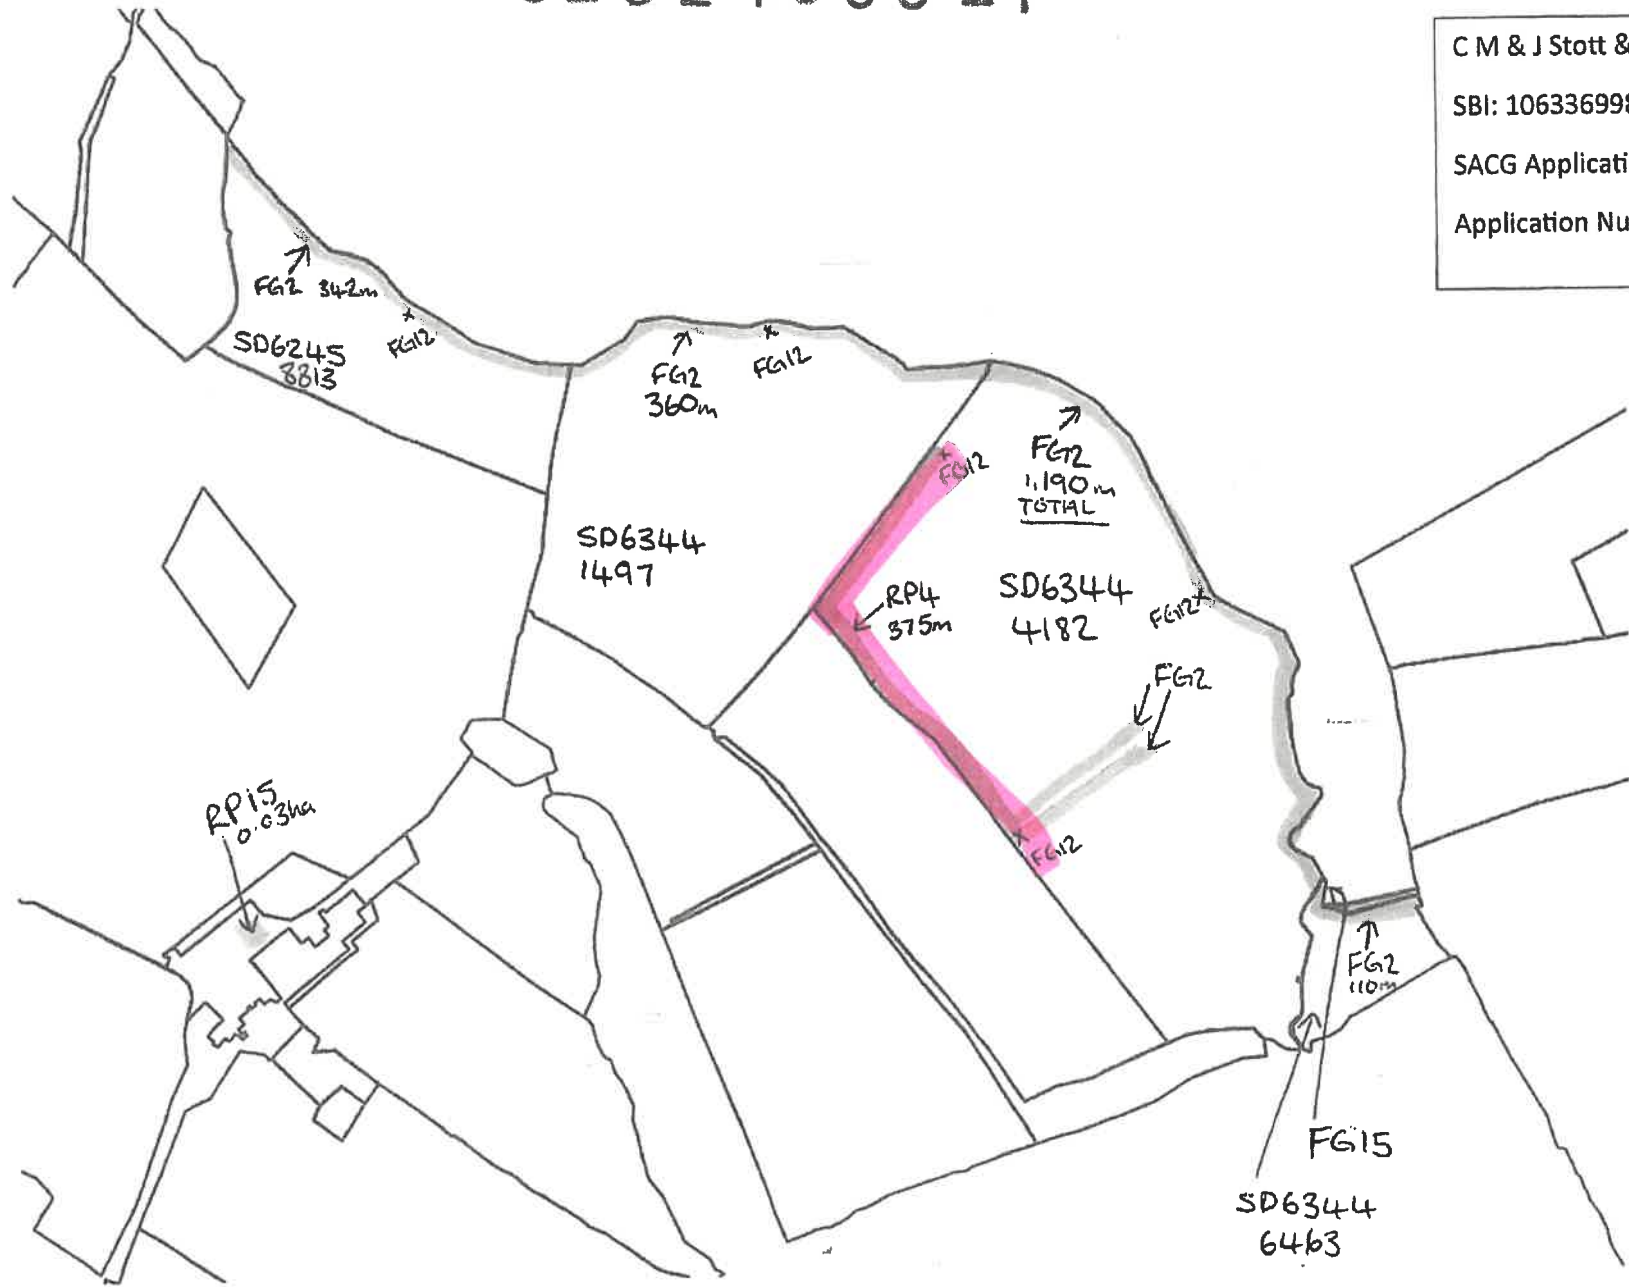 C M & J Stott &
SBI: 106336998
SACG Applicati
Application Nu
FG2 342m
FG12
SD6245
8813
FG2
360m
FG12
FG2
1,190m
TOTAL
FG12
SD6344
1497
RP4
375m
SD6344
4182
FG12
FG2
FG12
RP15
0.03ha
FG2
110m
FG15
SD6344
6463